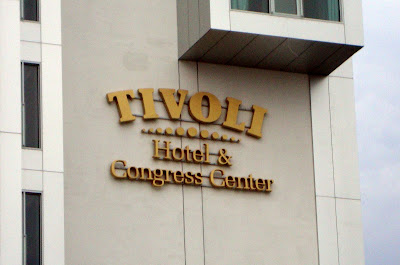 TIVOLI
Hotel &
Congress Center